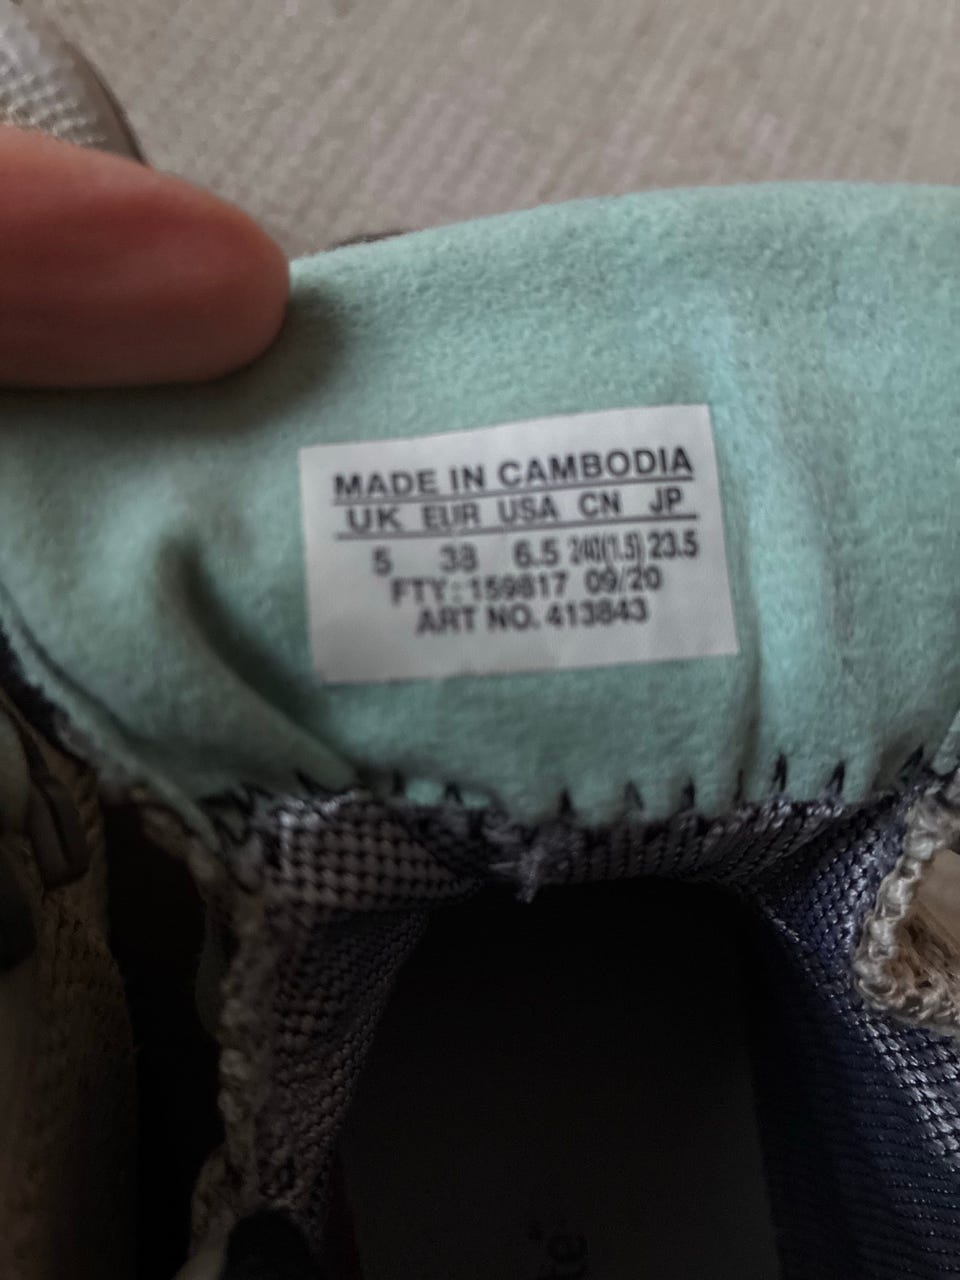 MADE IN CAMBODIA
UK EUR USA CN JP
5 38 6.5 240(1.5) 23.5
FTY: 159817 09/20
ART NO. 413843